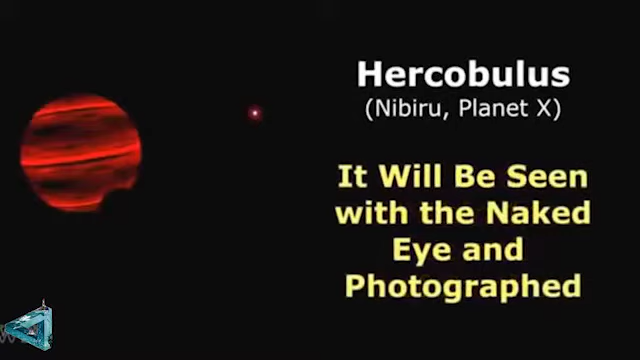 Hercobulus
(Nibiru, Planet X)
It Will Be Seen
with the Naked
Eye and
Photographed